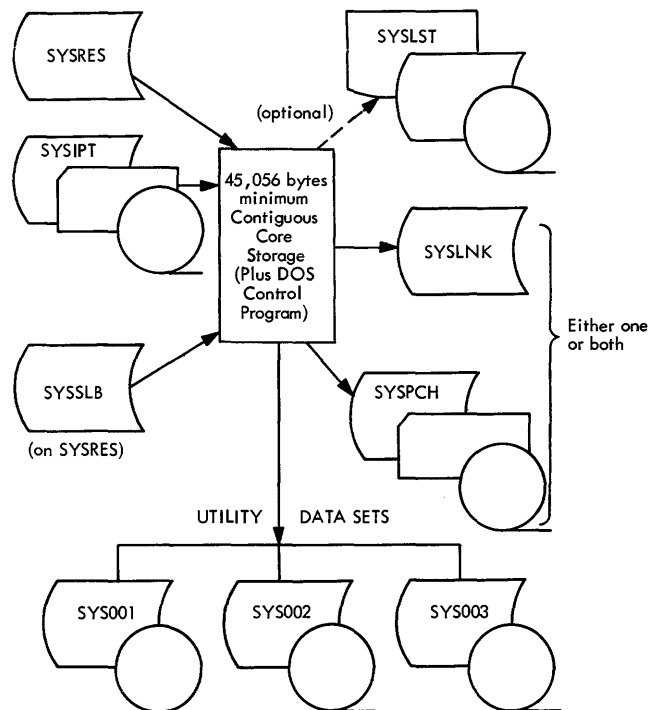 SYSRES
SYSLST
(optional)
SYSIPT
45,056 bytes
minimum
Contiguous
Core
Storage
(Plus DOS
Control
Program)
SYSLNK
Either one
or both
SYSSLB
(on SYSRES)
SYSPCH
UTILITY DATA SETS
SYS001
SYS002
SYS003